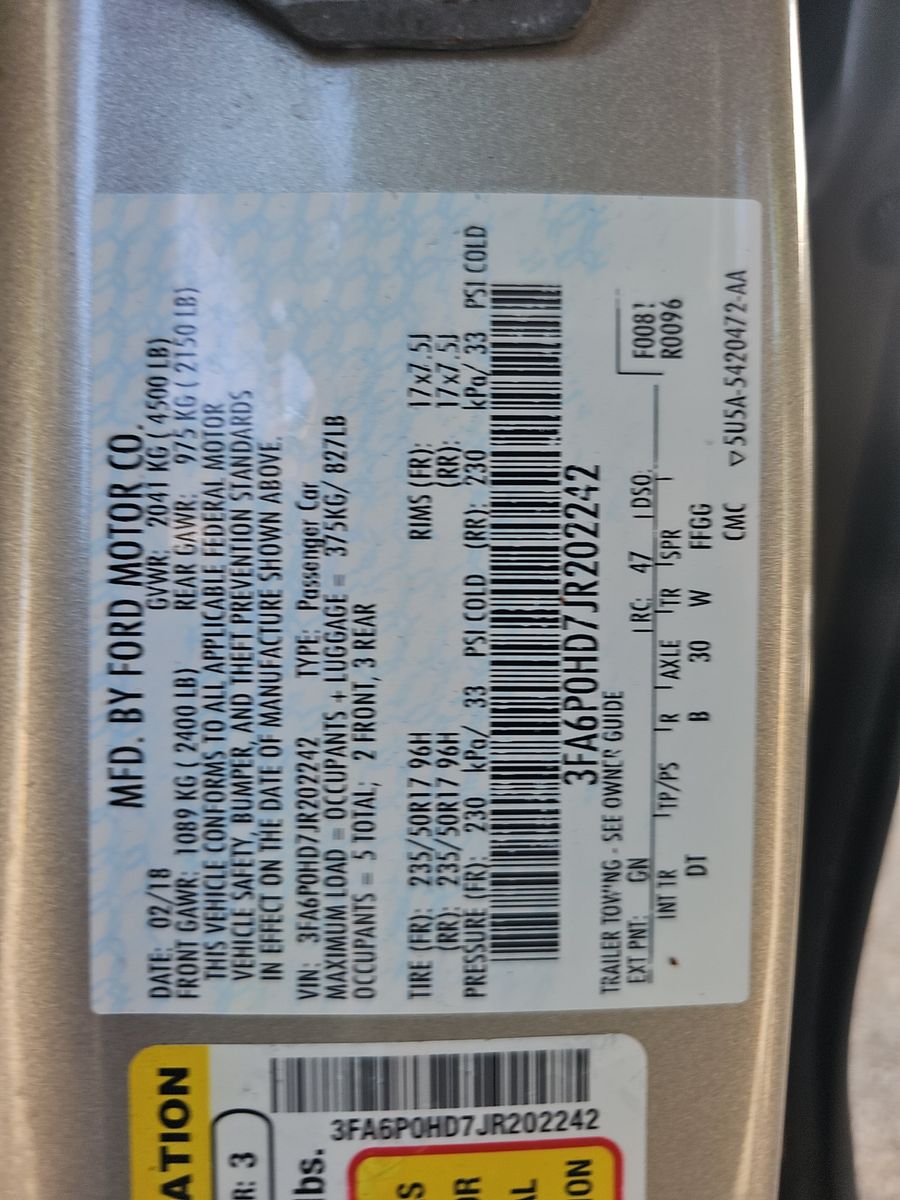 MFD. BY FORD MOTOR CO.
DATE: 02/18 GVWR: 2041 KG ( 4500 LB)
FRONT GAWR: 1089 KG ( 2400 LB) REAR GAWR: 975 KG ( 2150 LB)
THIS VEHICLE CONFORMS TO ALL APPLICABLE FEDERAL MOTOR
VEHICLE SAFETY, BUMPER, AND THEFT PREVENTION STANDARDS
IN EFFECT ON THE DATE OF MANUFACTURE SHOWN ABOVE.
VIN: 3FA6P0HD7JR202242 TYPE: Passenger Car
MAXIMUM LOAD = OCCUPANTS + LUGGAGE = 375KG/ 827LB
OCCUPANTS = 5 TOTAL; 2 FRONT, 3 REAR
TIRE (FR): 235/50R17 96H RIMS (FR): 17x7.5J
(RR): 235/50R17 96H (RR): 17x7.5J
PRESSURE (FR): 230 kPa/ 33 PSI COLD (RR): 230 kPa/ 33 PSI COLD
3FA6P0HD7JR202242
TRAILER TOWING - SEE OWNER GUIDE
F0081
R0096
EXT PNT: GN RC: 47 DSO:
INT TR TP/PS R AXLE TR SPR
DT B 30 W FFGG
CMC ▽5U5A-5420472-AA
ATION
R: 3
3FA6P0HD7JR202242
lbs.
S
OR
AL
ION